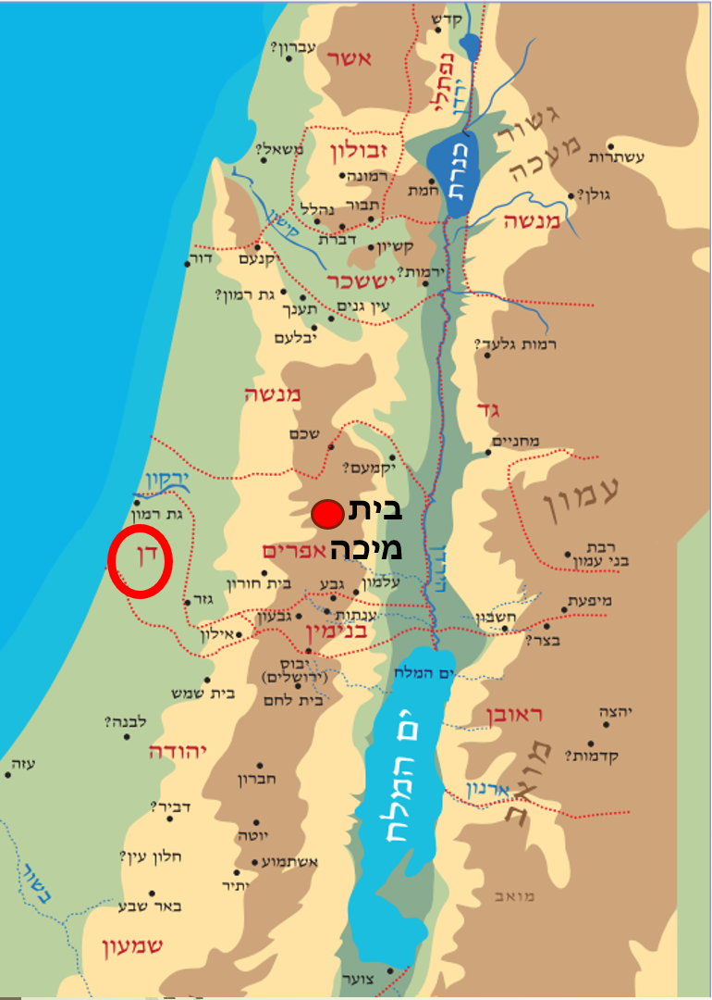 קדש
עברון?
אשר
נפתלי
ירדן
גשור
מעכה
משאל?
זבולון
רמונה
כנרת
עשתרות
חמת
גולן?
תבור
נהלל
דברת
קישון
מנשה
קשיון
קנעם
דור
יששכר
ירמות?
גת רמון?
תענך
עין גנים
יבלעם
רמות גלעד?
מנשה
גד
שכם
מחניים
יקמעם?
ירקון
גת רמון
עמון
בית
מיכה
דן
אפרים
רבת
בני עמון
הירדן
בית חורון
גבע
עלמון
גזר
גבעון
ענתות
חשבון
מיפעת
אילון
בנימין
בצר?
יבוס
(ירושלים)
בית לחם
ים המלח
בית שמש
ראובן
יהצה
לבנה?
קדמות?
יהודה
ים המלח
מואב
עזה
חברון
ארנון
דביר?
יוטה
חלון עין?
אשתמוע
יתיר
בשור
באר שבע
מואב
שמעון
צוער